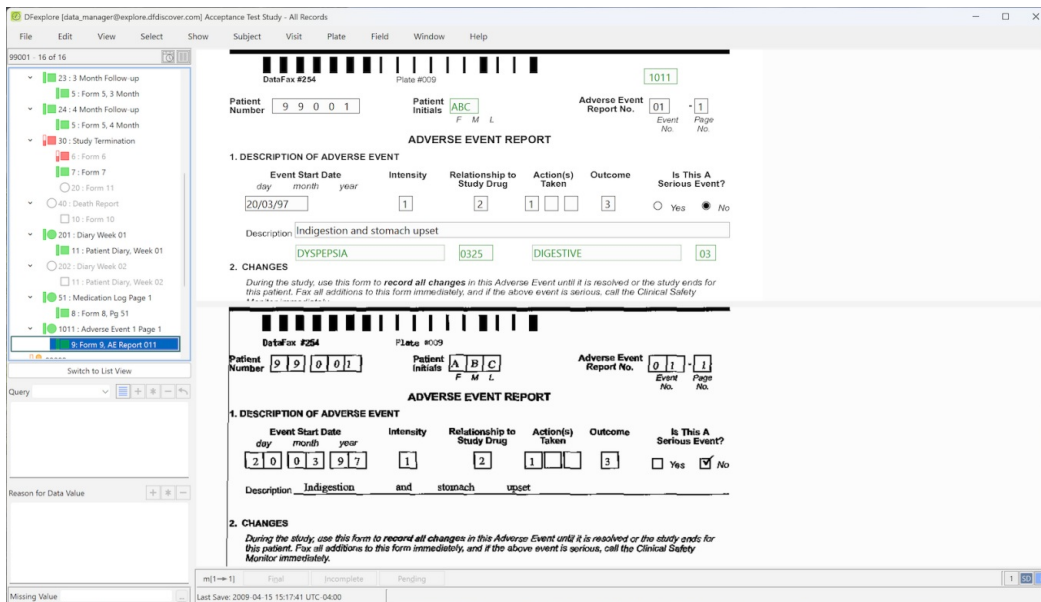 DFexplore [data_manager@explore.dfdiscover.com] Acceptance Test Study - All Records
File Edit View Select Show Subject Visit Plate Field Window Help
99001 - 16 of 16
23 : 3 Month Follow-up
5 : Form 5, 3 Month
24 : 4 Month Follow-up
5 : Form 5, 4 Month
30 : Study Termination
6 : Form 6
7 : Form 7
20 : Form 11
40 : Death Report
10 : Form 10
201 : Diary Week 01
11 : Patient Diary, Week 01
202 : Diary Week 02
11 : Patient Diary, Week 02
51 : Medication Log Page 1
8 : Form 8, Pg 51
1011 : Adverse Event 1 Page 1
9: Form 9, AE Report 011
Switch to List View
Query
Reason for Data Value
Missing Value ...
DataFax #254 Plate #009 1011
Patient Number 9 9 0 0 1 Patient Initials ABC Adverse Event Report No. 01 - 1
F M L Event No. Page No.
ADVERSE EVENT REPORT
1. DESCRIPTION OF ADVERSE EVENT
Event Start Date Intensity Relationship to Study Drug Action(s) Taken Outcome Is This A Serious Event?
day month year
20/03/97 1 2 1 3 Yes No
Description Indigestion and stomach upset
DYSPEPSIA 0325 DIGESTIVE 03
2. CHANGES
During the study, use this form to record all changes in this Adverse Event until it is resolved or the study ends for
this patient. Fax all additions to this form immediately, and if the above event is serious, call the Clinical Safety
DataFax #254 Plate #009
Patient Number 9 9 0 0 1 Patient Initials A B C Adverse Event Report No. 0 1 - 1
F M L Event No. Page No.
ADVERSE EVENT REPORT
1. DESCRIPTION OF ADVERSE EVENT
Event Start Date Intensity Relationship to Study Drug Action(s) Taken Outcome Is This A Serious Event?
day month year
2 0 0 3 9 7 1 2 1 3 Yes No
Description Indigestion and stomach upset
2. CHANGES
During the study, use this form to record all changes in this Adverse Event until it is resolved or the study ends for
this patient. Fax all additions to this form immediately, and if the above event is serious, call the Clinical Safety
Monitor immediately.
m[1→1] Final Incomplete Pending 1 SD
Last Save: 2009-04-15 15:17:41 UTC-04:00